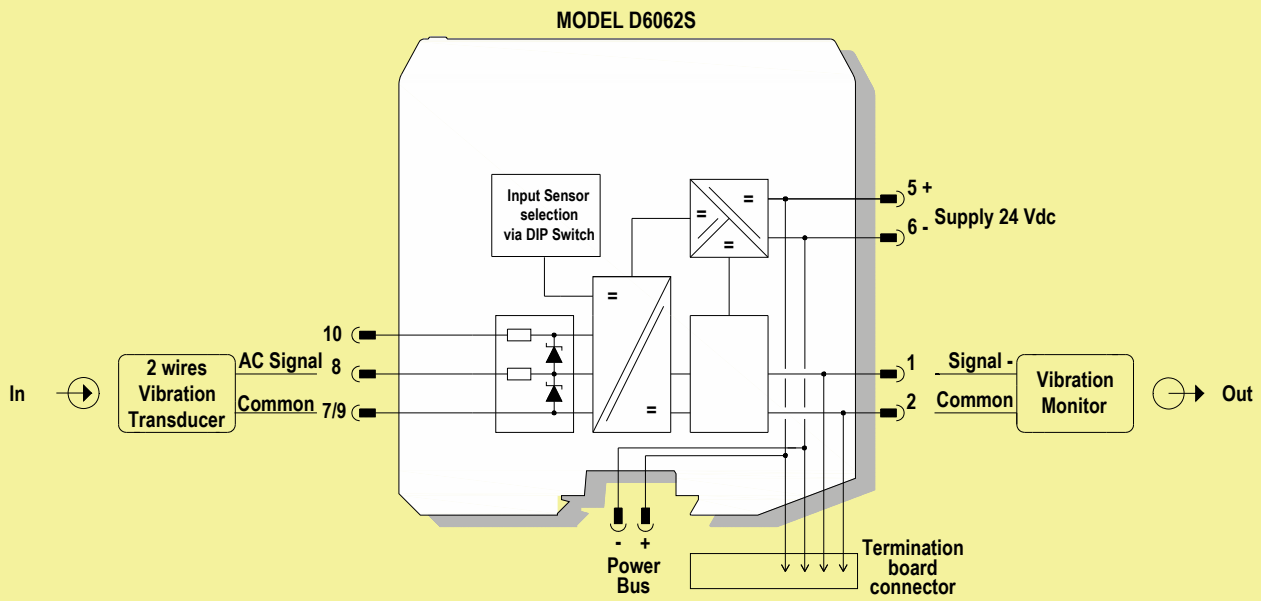 MODEL D6062S
Input Sensor
selection
via DIP Switch
=
=
=
5 +
Supply 24 Vdc
6 -
=
=
10
AC Signal 8
Common 7/9
In
2 wires
Vibration
Transducer
1 Signal -
2 Common
Vibration
Monitor
Out
- +
Power
Bus
Termination
board
connector